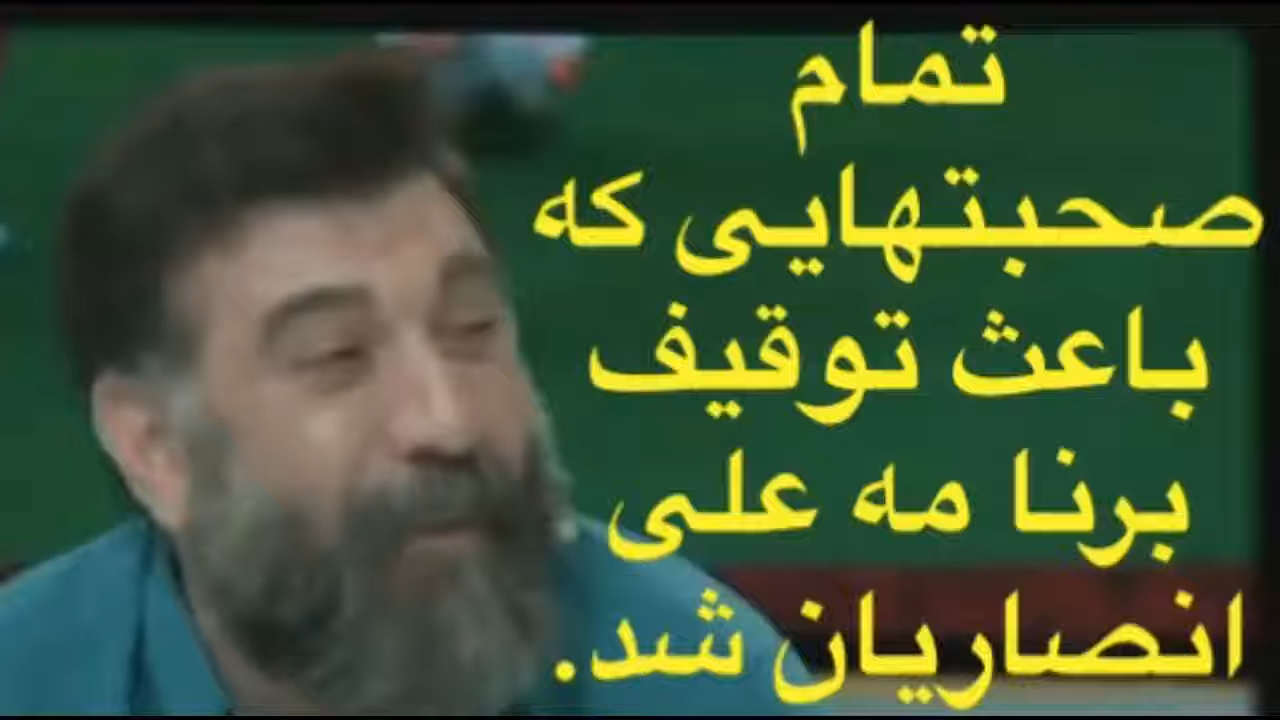 تمام
صحبتهایی که
باعث توقیف
برنا مه علی
انصاریان شد.